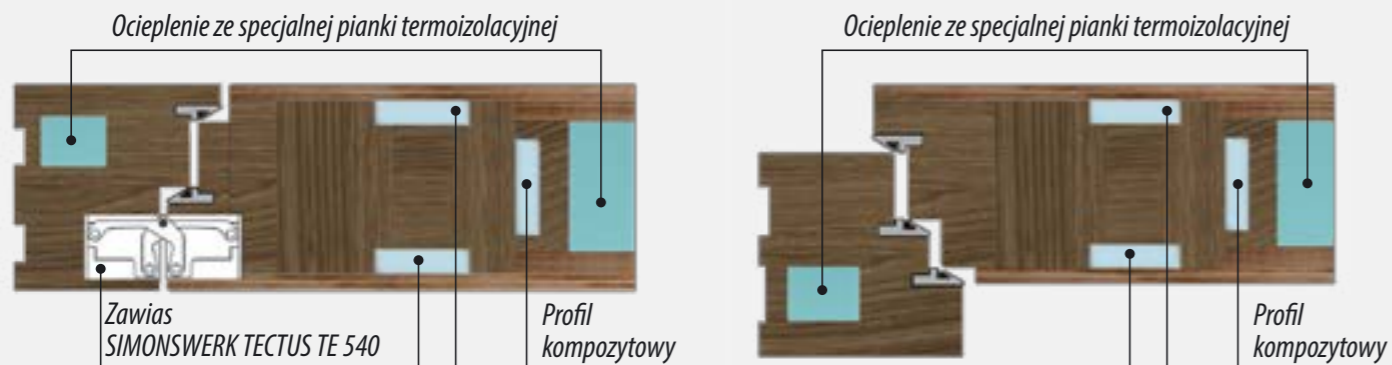 Ocieplenie ze specjalnej pianki termoizolacyjnej
Zawias
SIMONSWERK TECTUS TE 540
Profil
kompozytowy
Ocieplenie ze specjalnej pianki termoizolacyjnej
Profil
kompozytowy